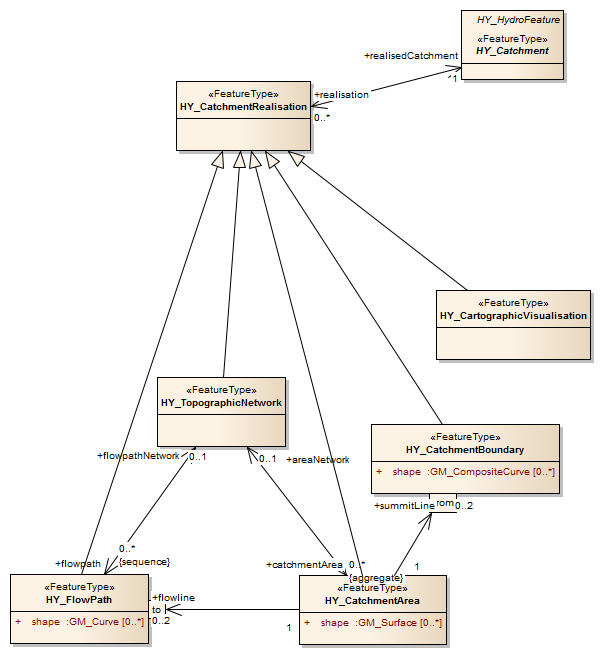 HY_HydroFeature
«FeatureType»
HY_Catchment
+realisedCatchment
1
+realisation
0..*
«FeatureType»
HY_CatchmentRealisation
«FeatureType»
HY_CartographicVisualisation
«FeatureType»
HY_TopographicNetwork
«FeatureType»
HY_CatchmentBoundary
+ shape :GM_CompositeCurve [0..*]
+flowpathNetwork
0..1
0..1
+areaNetwork
+summitLine
rom
0..2
0..*
{sequence}
+flowpath
+catchmentArea
0..*
{aggregate}
1
«FeatureType»
HY_FlowPath
+ shape :GM_Curve [0..*]
+flowline
to
0..2
1
«FeatureType»
HY_CatchmentArea
+ shape :GM_Surface [0..*]